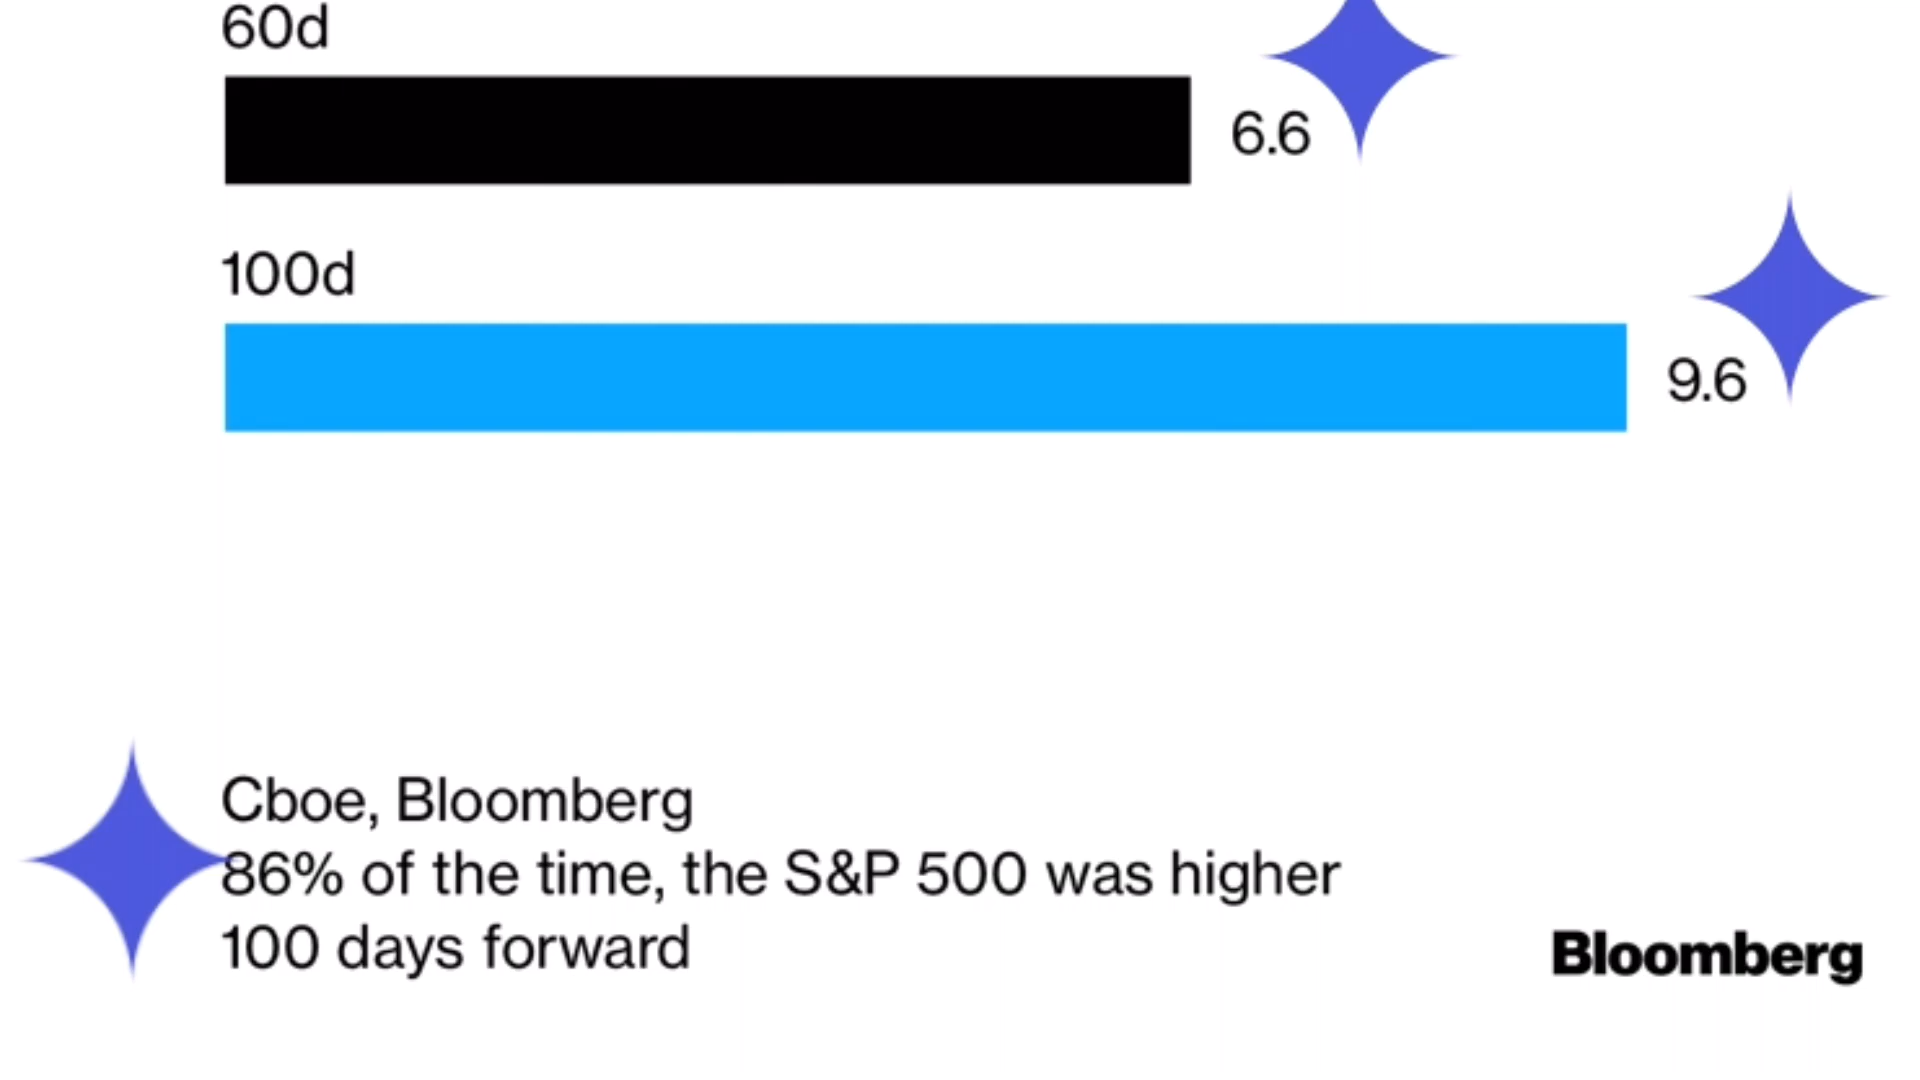 60d
6.6
100d
9.6
Cboe, Bloomberg
86% of the time, the S&P 500 was higher
100 days forward
Bloomberg